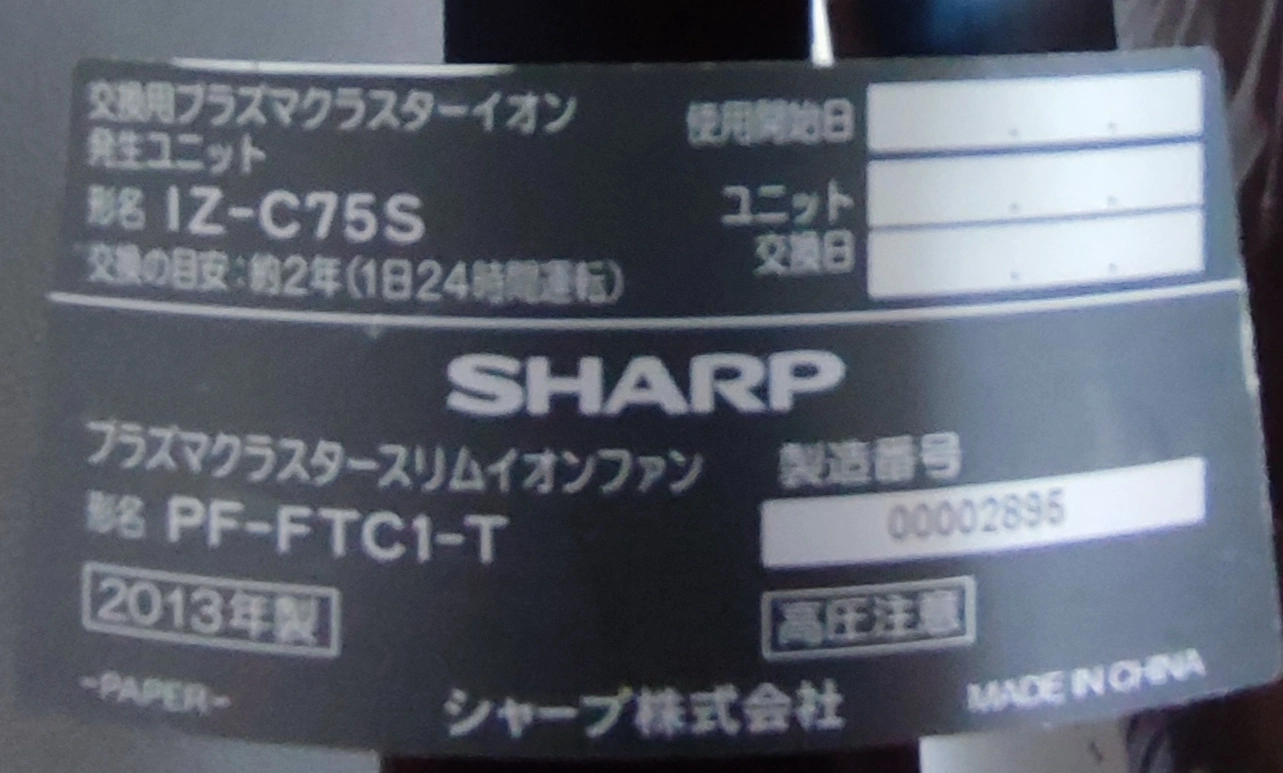 交換用プラズマクラスターイオン
発生ユニット
形名 IZ-C75S
交換の目安:約2年(1日24時間運転)
使用開始日
ユニット
交換日
SHARP
プラズマクラスタースリムイオンファン
形名 PF-FTC1-T
2013年製
製造番号
00002895
高圧注意
-PAPER-
シャープ株式会社
MADE IN CHINA